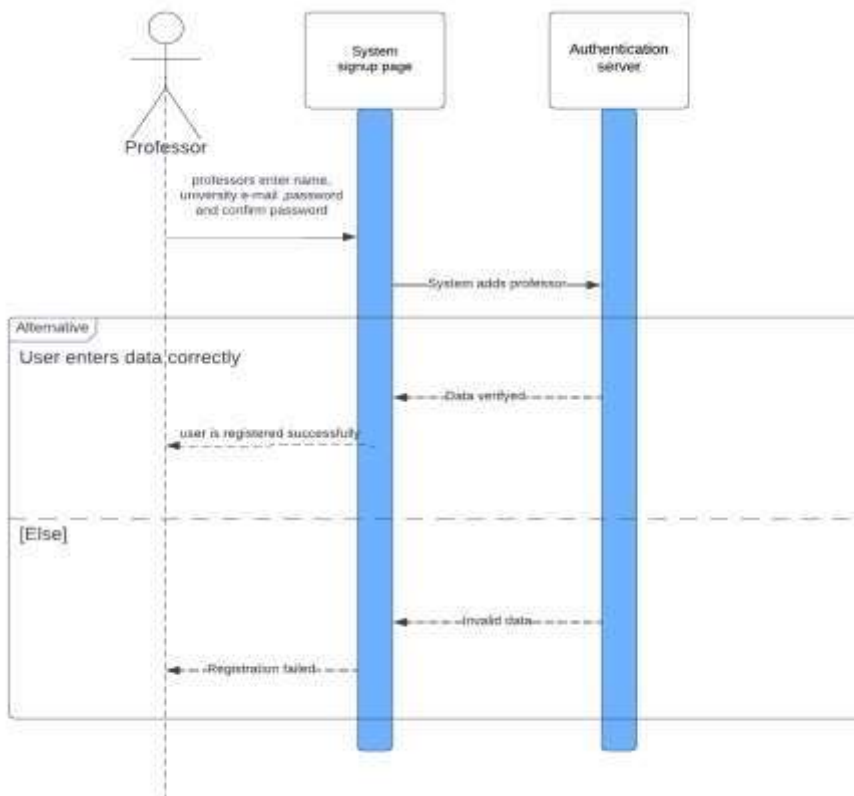 System
signup page
Authentication
server
Professor
professors enter name,
university e-mail ,password
and confirm password
System adds professor
Alternative
User enters data correctly
Data verifyed
user is registered successfully
[Else]
Invalid data
Registration failed